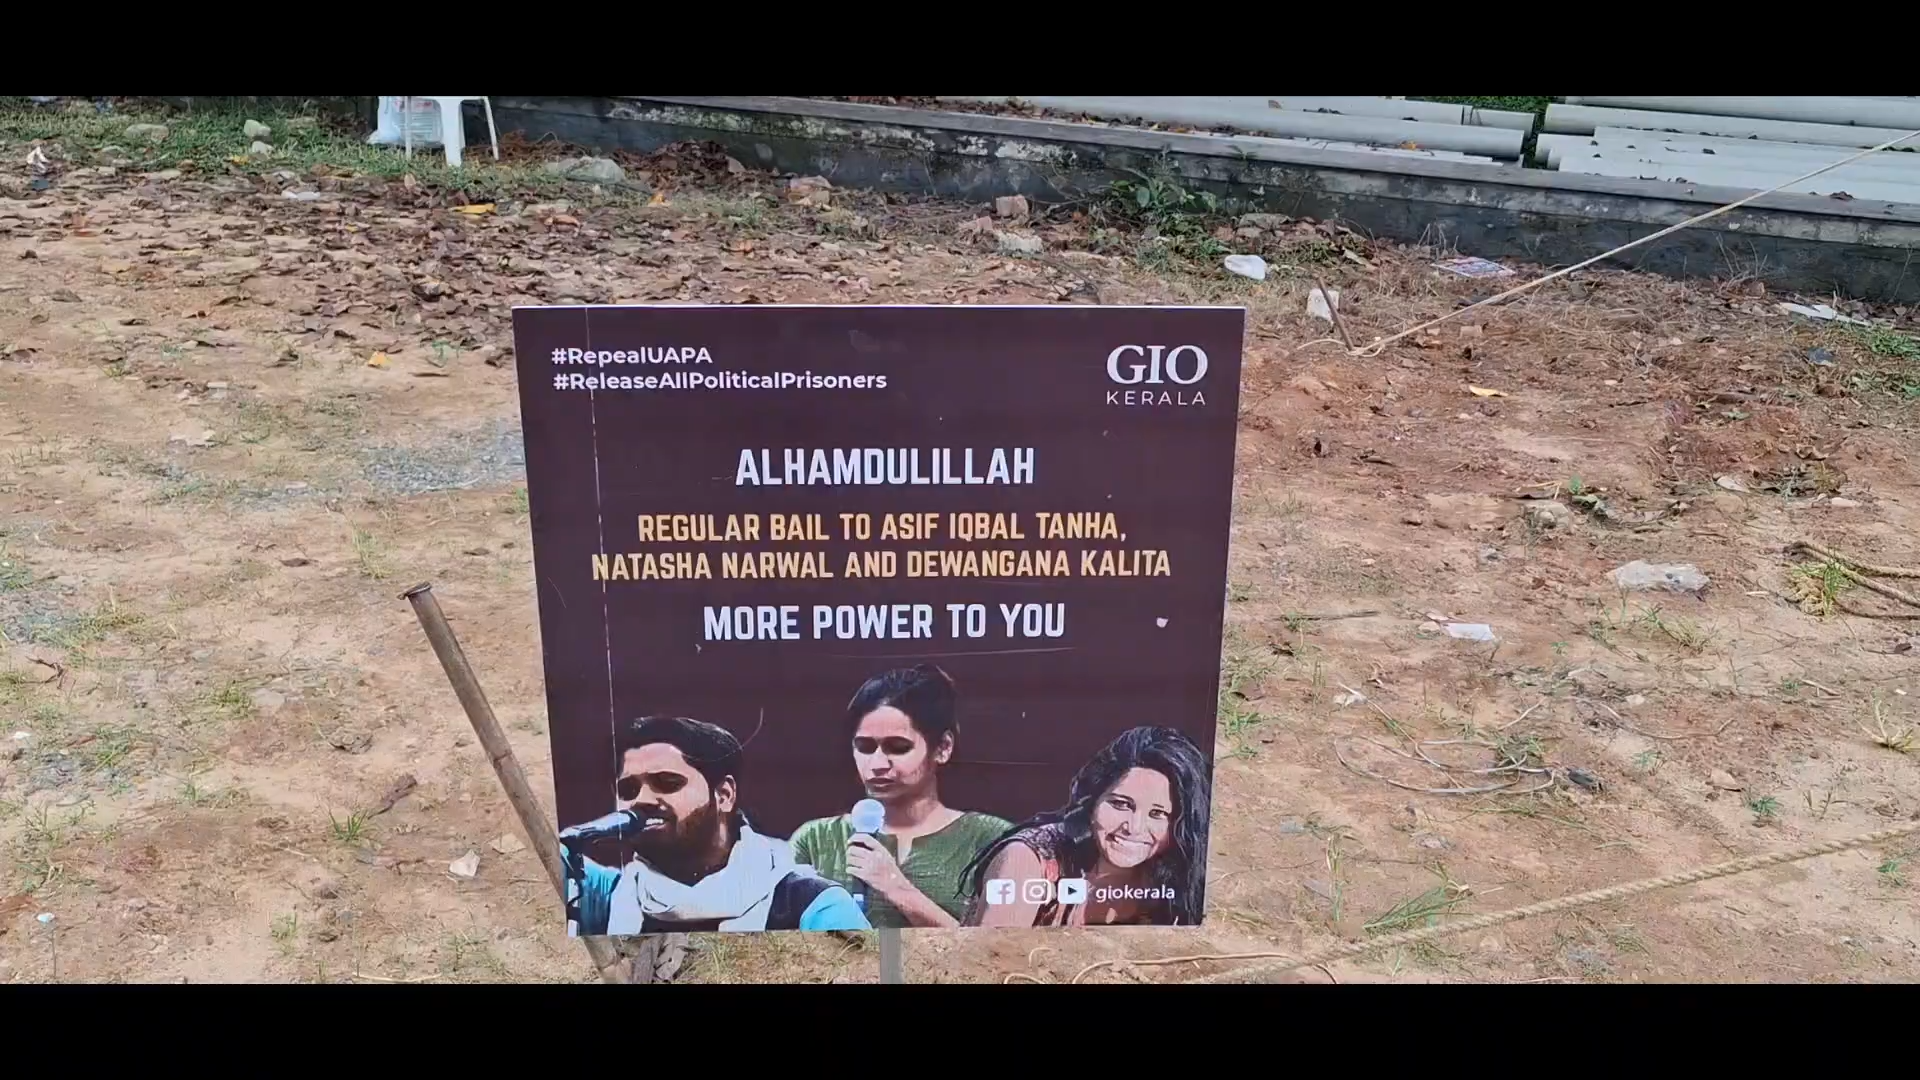 #RepealUAPA
#ReleaseAllPoliticalPrisoners
GIO
KERALA
ALHAMDULILLAH
REGULAR BAIL TO ASIF IQBAL TANHA,
NATASHA NARWAL AND DEWANGANA KALITA
MORE POWER TO YOU
giokerala